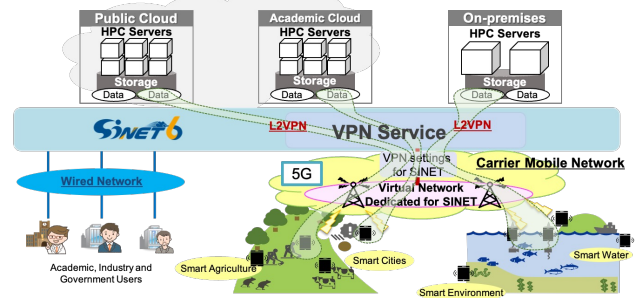 Public Cloud
HPC Servers
Storage
Data
Data
Academic Cloud
HPC Servers
Storage
Data
Data
On-premises
HPC Servers
Storage
Data
Data
SINET6
L2VPN
VPN Service
L2VPN
VPN settings
for SINET
Carrier Mobile Network
5G
Virtual Network
Dedicated for SINET
Wired Network
Academic, Industry and
Government Users
Smart Agriculture
Smart Cities
Smart Water
Smart Environment